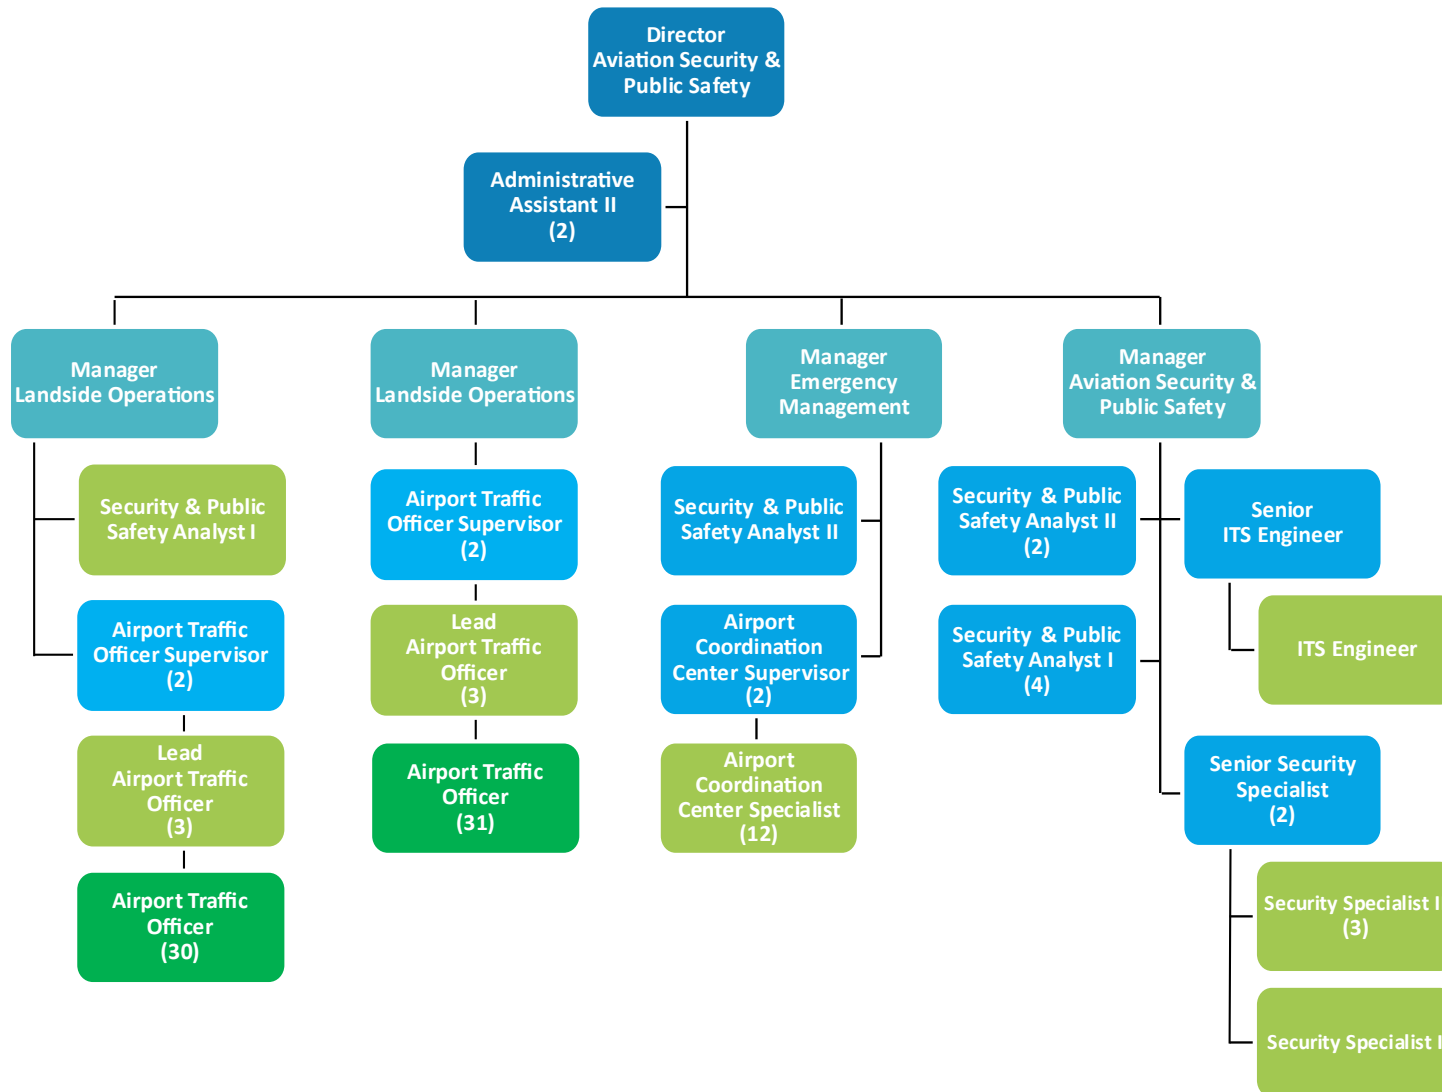 Director
Aviation Security &
Public Safety
Administrative
Assistant II
(2)
Manager
Landside Operations
Manager
Landside Operations
Manager
Emergency
Management
Manager
Aviation Security &
Public Safety
Security & Public
Safety Analyst I
Airport Traffic
Officer Supervisor
(2)
Lead
Airport Traffic
Officer
(3)
Airport Traffic
Officer
(30)
Airport Traffic
Officer Supervisor
(2)
Lead
Airport Traffic
Officer
(3)
Airport Traffic
Officer
(31)
Security & Public
Safety Analyst II
Airport
Coordination
Center Supervisor
(2)
Airport
Coordination
Center Specialist
(12)
Security & Public
Safety Analyst II
(2)
Security & Public
Safety Analyst I
(4)
Senior
ITS Engineer
ITS Engineer
Senior Security
Specialist
(2)
Security Specialist
(3)
Security Specialist